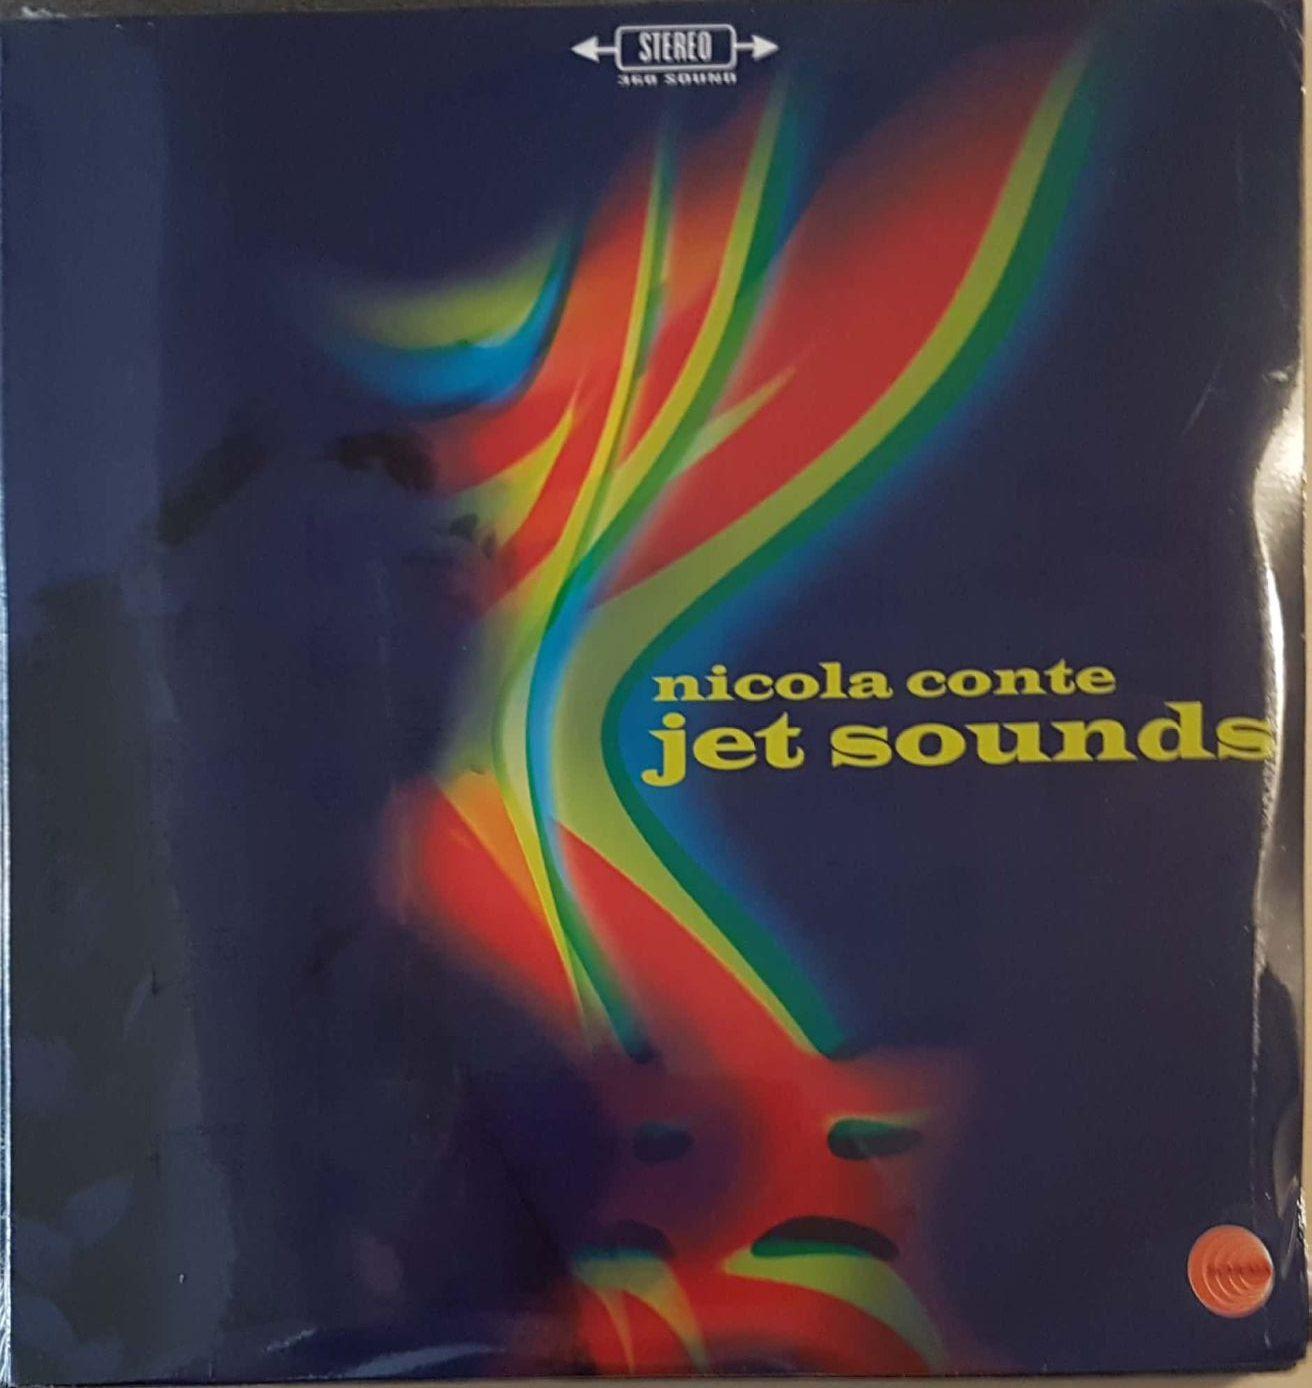 STEREO
360 SOUND
nicola conte
jet sounds